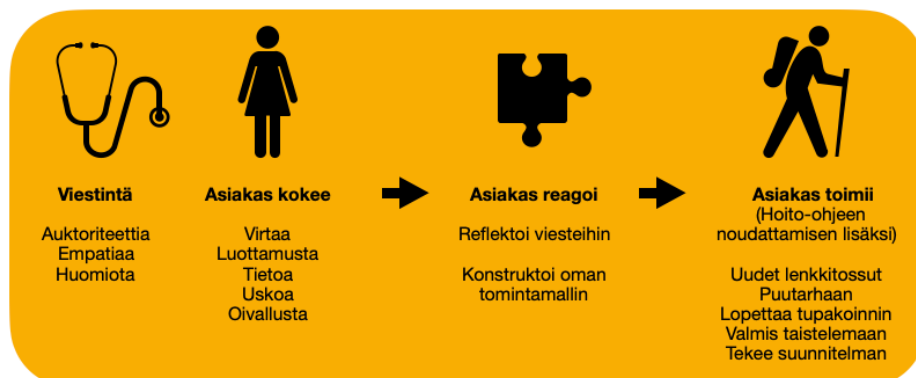 Viestintä
Auktoriteettia
Empatiaa
Huomiota
Asiakas kokee
Virtaa
Luottamusta
Tietoa
Uskoa
Oivallusta
Asiakas reagoi
Reflektoi viesteihin
Konstruktoi oman
tomintamallin
Asiakas toimii
(Hoito-ohjeen
noudattamisen lisäksi)
Uudet lenkkitossut
Puutarhaan
Lopettaa tupakoinnin
Valmis taistelemaan
Tekee suunnitelman